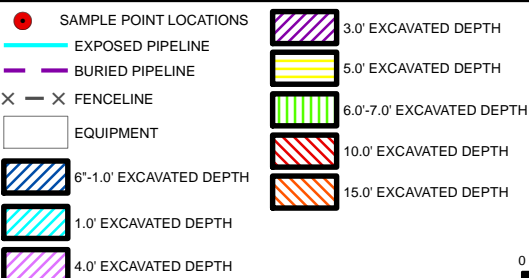 SAMPLE POINT LOCATIONS
EXPOSED PIPELINE
BURIED PIPELINE
FENCELINE
EQUIPMENT
6"-1.0' EXCAVATED DEPTH
1.0' EXCAVATED DEPTH
4.0' EXCAVATED DEPTH
3.0' EXCAVATED DEPTH
5.0' EXCAVATED DEPTH
6.0'-7.0' EXCAVATED DEPTH
10.0' EXCAVATED DEPTH
15.0' EXCAVATED DEPTH
0